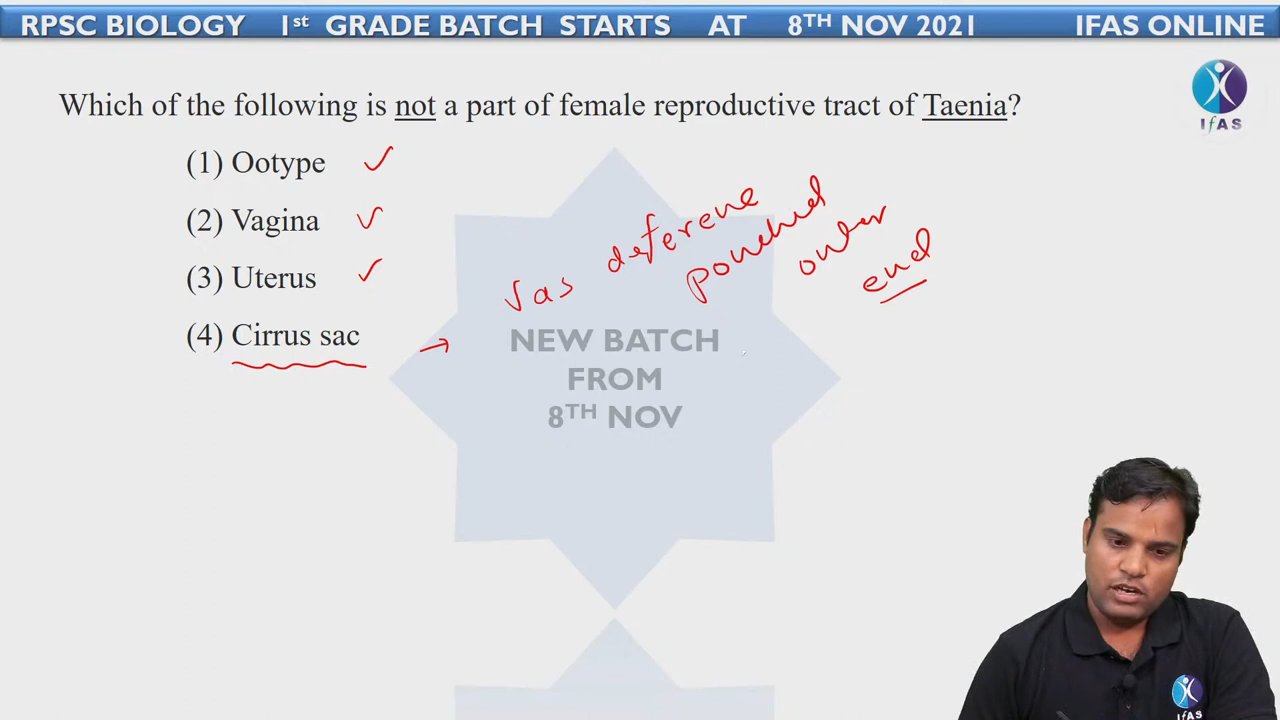 RPSC BIOLOGY 1st GRADE BATCH STARTS AT 8TH NOV 2021 IFAS ONLINE
Which of the following is not a part of female reproductive tract of Taenia?
IfAS
(1) Ootype ✓
(2) Vagina ✓
(3) Uterus ✓
(4) Cirrus sac →
vas deferene
pouched
outer
end
NEW BATCH
FROM
8TH NOV
IfAS